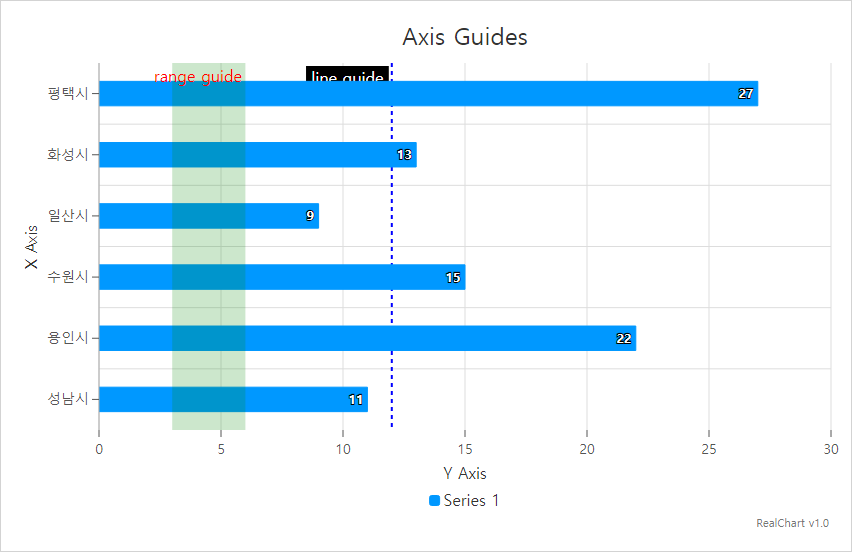 Axis Guides
range guide
line guide
평택시
27
화성시
13
일산시
9
X Axis
수원시
15
용인시
22
성남시
11
0 5 10 15 20 25 30
Y Axis
Series 1
RealChart v1.0